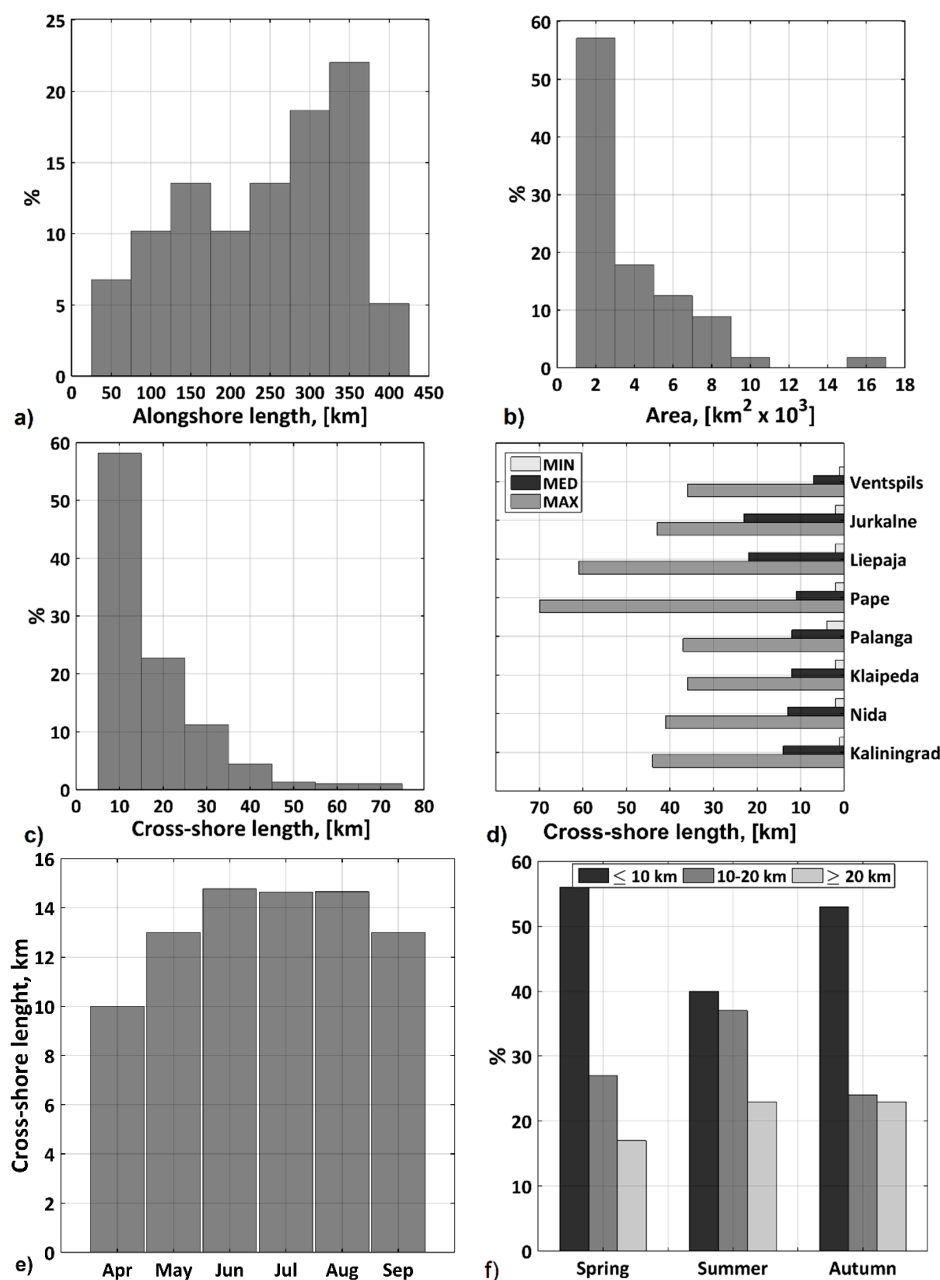 25
20
15
10
5
0
%
0 50 100 150 200 250 300 350 400 450
a) Alongshore length, [km]
60
50
40
30
20
10
0
%
0 2 4 6 8 10 12 14 16 18
b) Area, [km² x 10³]
60
50
40
30
20
10
0
%
0 10 20 30 40 50 60 70 80
c) Cross-shore length, [km]
MIN
MED
MAX
Ventspils
Jurkalne
Liepaja
Pape
Palanga
Klaipeda
Nida
Kaliningrad
70 60 50 40 30 20 10 0
d) Cross-shore length, [km]
16
14
12
10
8
6
4
2
0
Cross-shore lenght, km
Apr May Jun Jul Aug Sep
e)
60
50
40
30
20
10
0
%
≤ 10 km 10-20 km ≥ 20 km
Spring Summer Autumn
f)